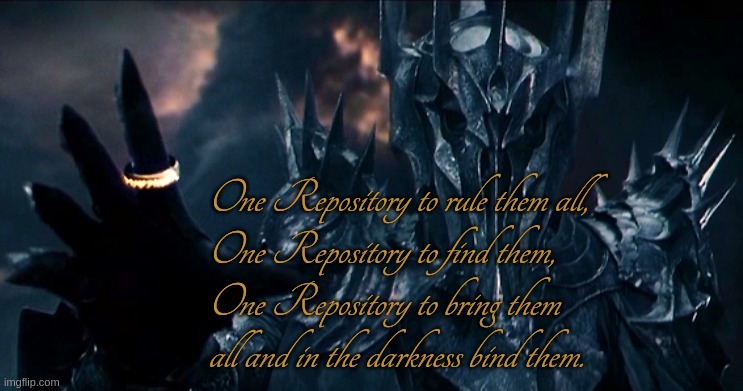 One Repository to rule them all,
One Repository to find them,
One Repository to bring them
all and in the darkness bind them.
imgflip.com